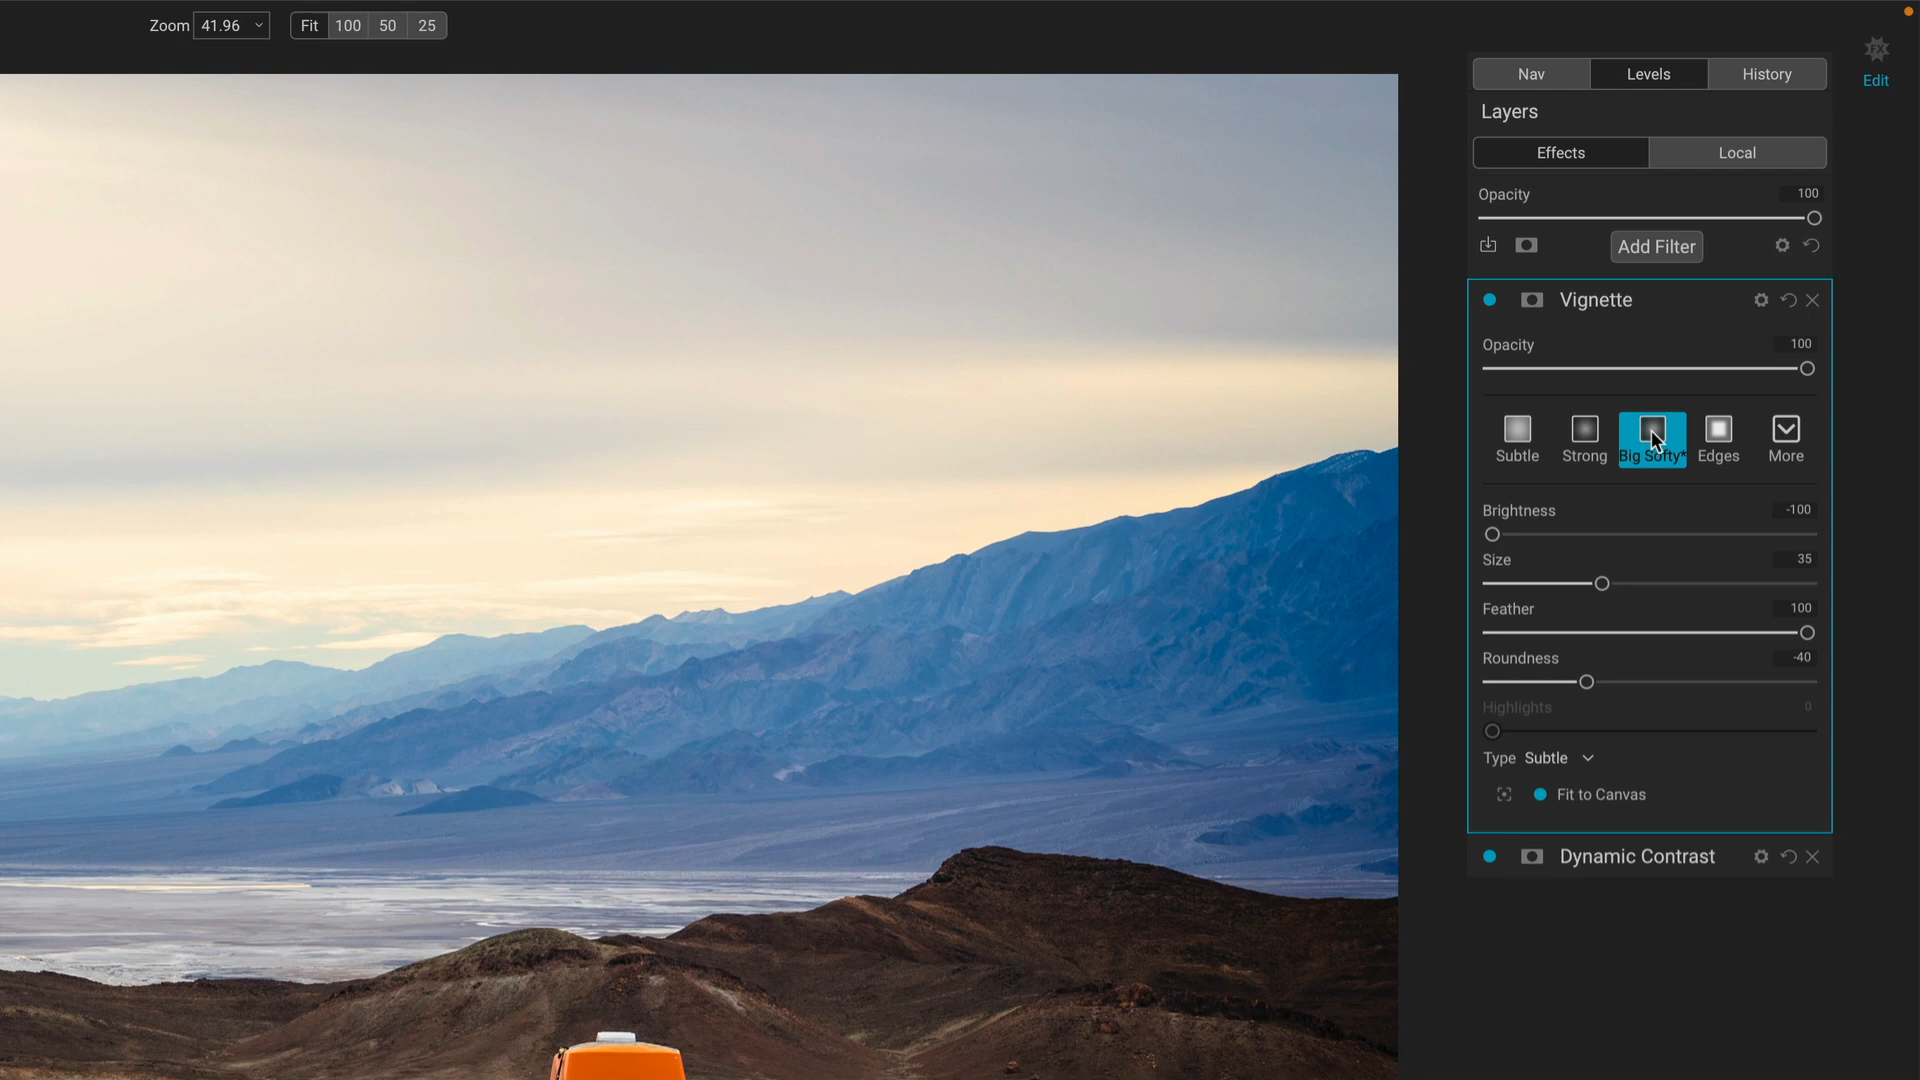 Zoom 41.96 Fit 100 50 25
FX
Edit
Nav Levels History
Layers
Effects Local
Opacity 100
Add Filter
Vignette
Opacity 100
Subtle Strong Big Softy* Edges More
Brightness -100
Size 35
Feather 100
Roundness -40
Highlights 0
Type Subtle
Fit to Canvas
Dynamic Contrast